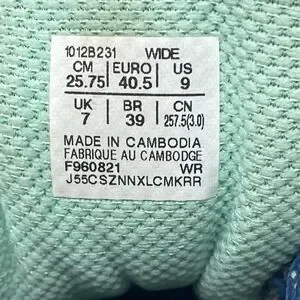 1012B231 WIDE
CM EURO US
25.75 40.5 9
UK BR CN
7 39 257.5(3.0)
MADE IN CAMBODIA
FABRIQUE AU CAMBODGE
F960821 WR
J55CSZNNXLCMKRR